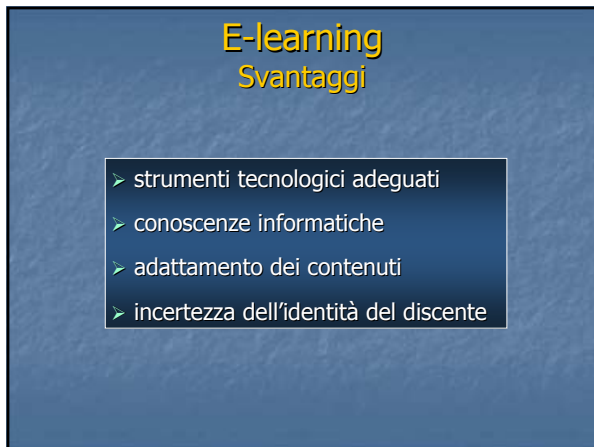 E-learning
Svantaggi
➢ strumenti tecnologici adeguati
➢ conoscenze informatiche
➢ adattamento dei contenuti
➢ incertezza dell'identità del discente